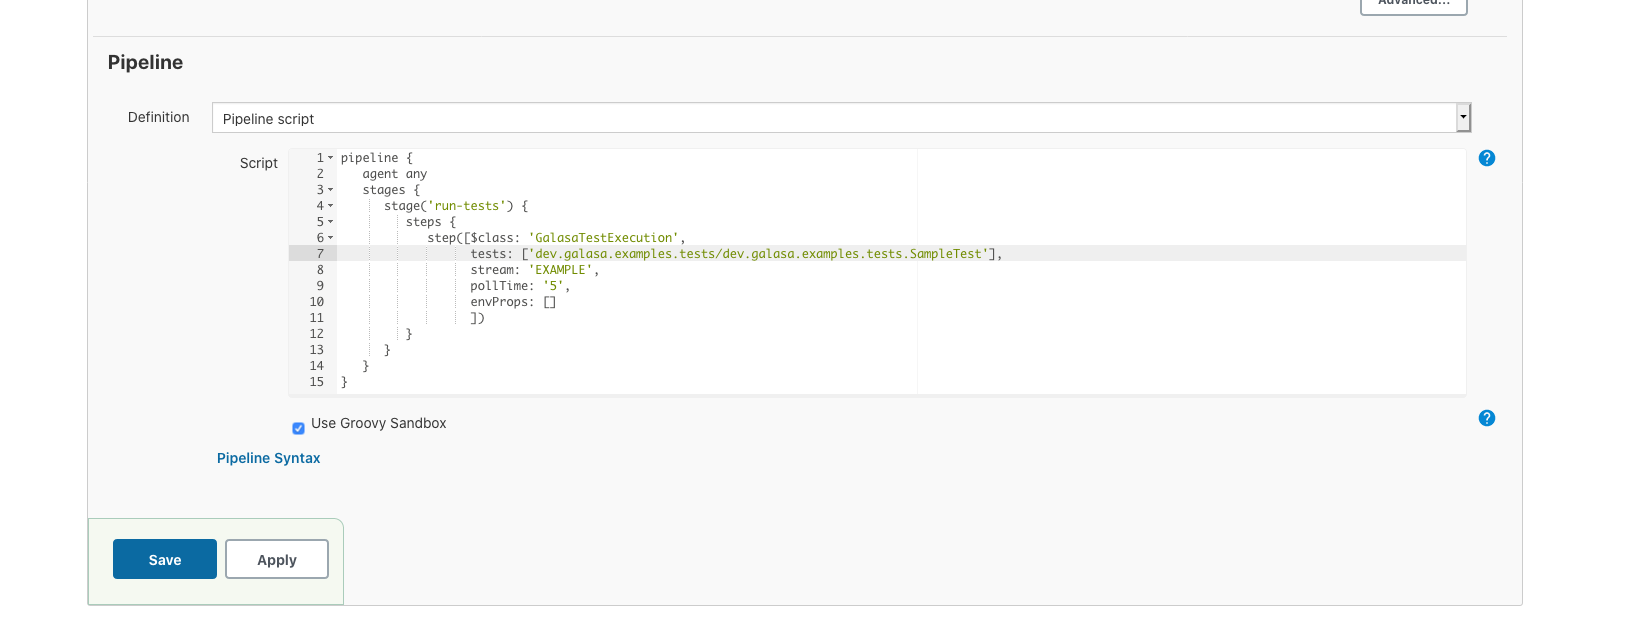 Advanced...
Pipeline
Definition
Pipeline script
Script
1 pipeline {
2    agent any
3    stages {
4       stage('run-tests') {
5          steps {
6             step([$class: 'GalasaTestExecution',
7                   tests: ['dev.galasa.examples.tests/dev.galasa.examples.tests.SampleTest'],
8                   stream: 'EXAMPLE',
9                   pollTime: '5',
10                   envProps: []
11                   ])
12          }
13       }
14    }
15 }
Use Groovy Sandbox
Pipeline Syntax
Save
Apply